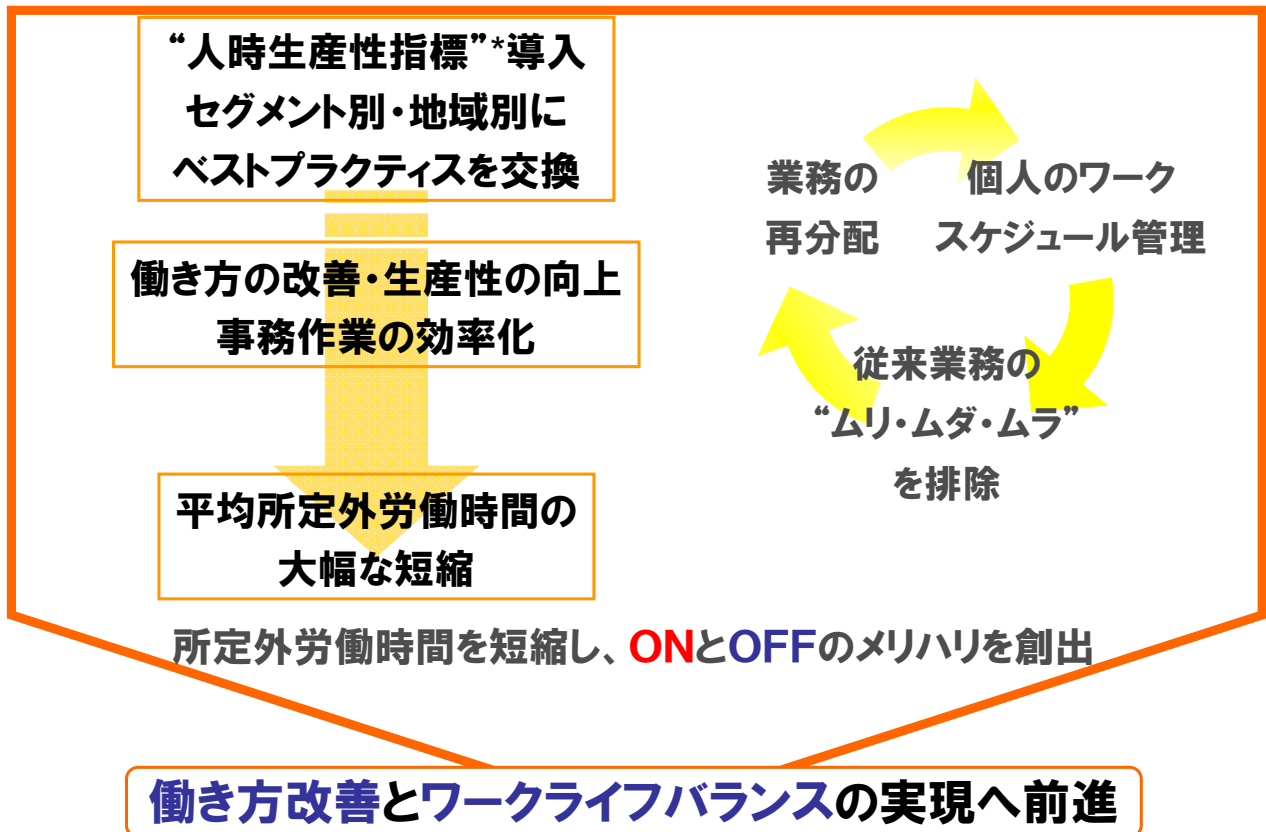 “人時生産性指標”*導入
セグメント別・地域別に
ベストプラクティスを交換
働き方の改善・生産性の向上
事務作業の効率化
平均所定外労働時間の
大幅な短縮
業務の
再分配
個人のワーク
スケジュール管理
従来業務の
“ムリ・ムダ・ムラ”
を排除
所定外労働時間を短縮し、ONとOFFのメリハリを創出
働き方改善とワークライフバランスの実現へ前進